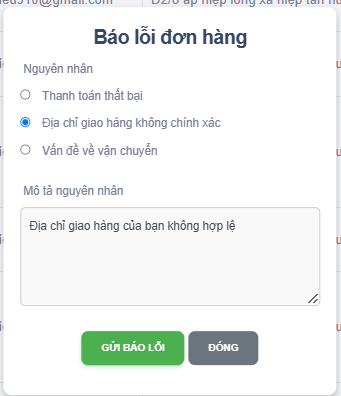 510@gmail.com
D2/6 ấp hiệp long xã hiệp tân hu
Báo lỗi đơn hàng
Nguyên nhân
Thanh toán thất bại
Địa chỉ giao hàng không chính xác
Vấn đề về vận chuyển
Mô tả nguyên nhân
Địa chỉ giao hàng của bạn không hợp lệ
GỬI BÁO LỖI
ĐÓNG